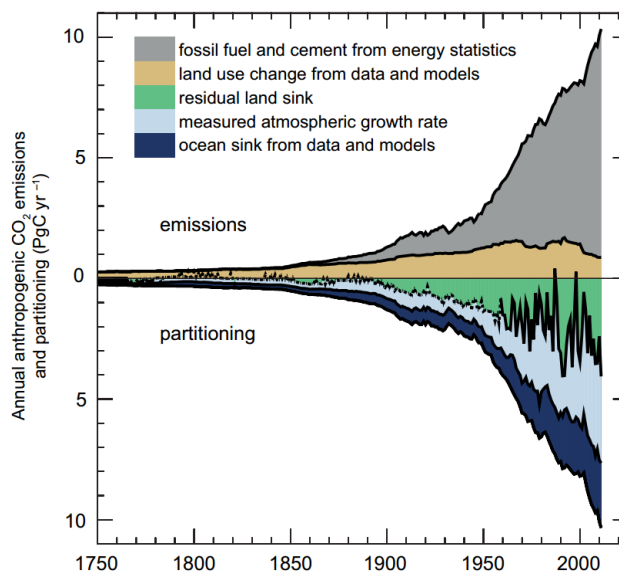 10
fossil fuel and cement from energy statistics
land use change from data and models
residual land sink
measured atmospheric growth rate
ocean sink from data and models
5
emissions
0
partitioning
5
10
Annual anthropogenic CO2 emissions
and partitioning (PgC yr −1)
1750 1800 1850 1900 1950 2000